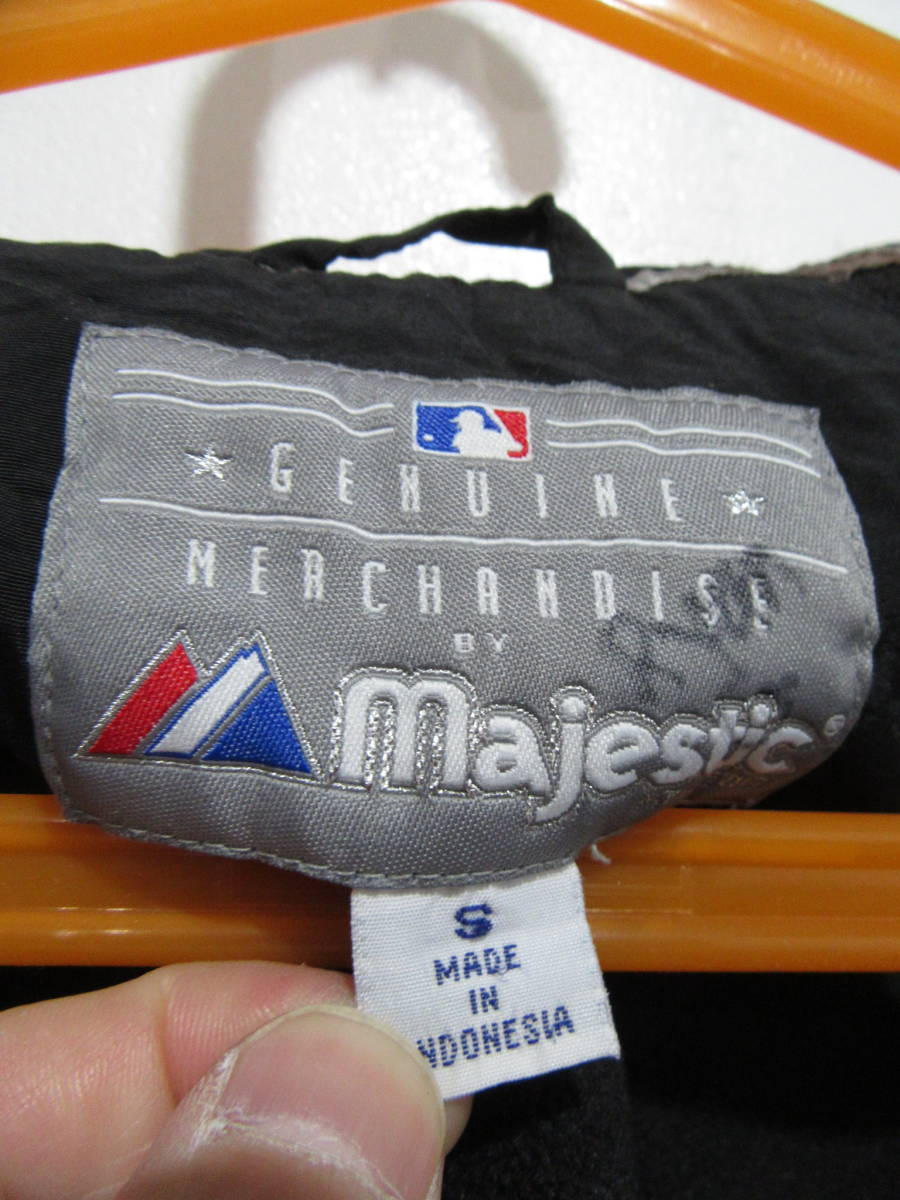 GENUINE
MERCHANDISE
BY
majestic
S
MADE
IN
NDONESIA